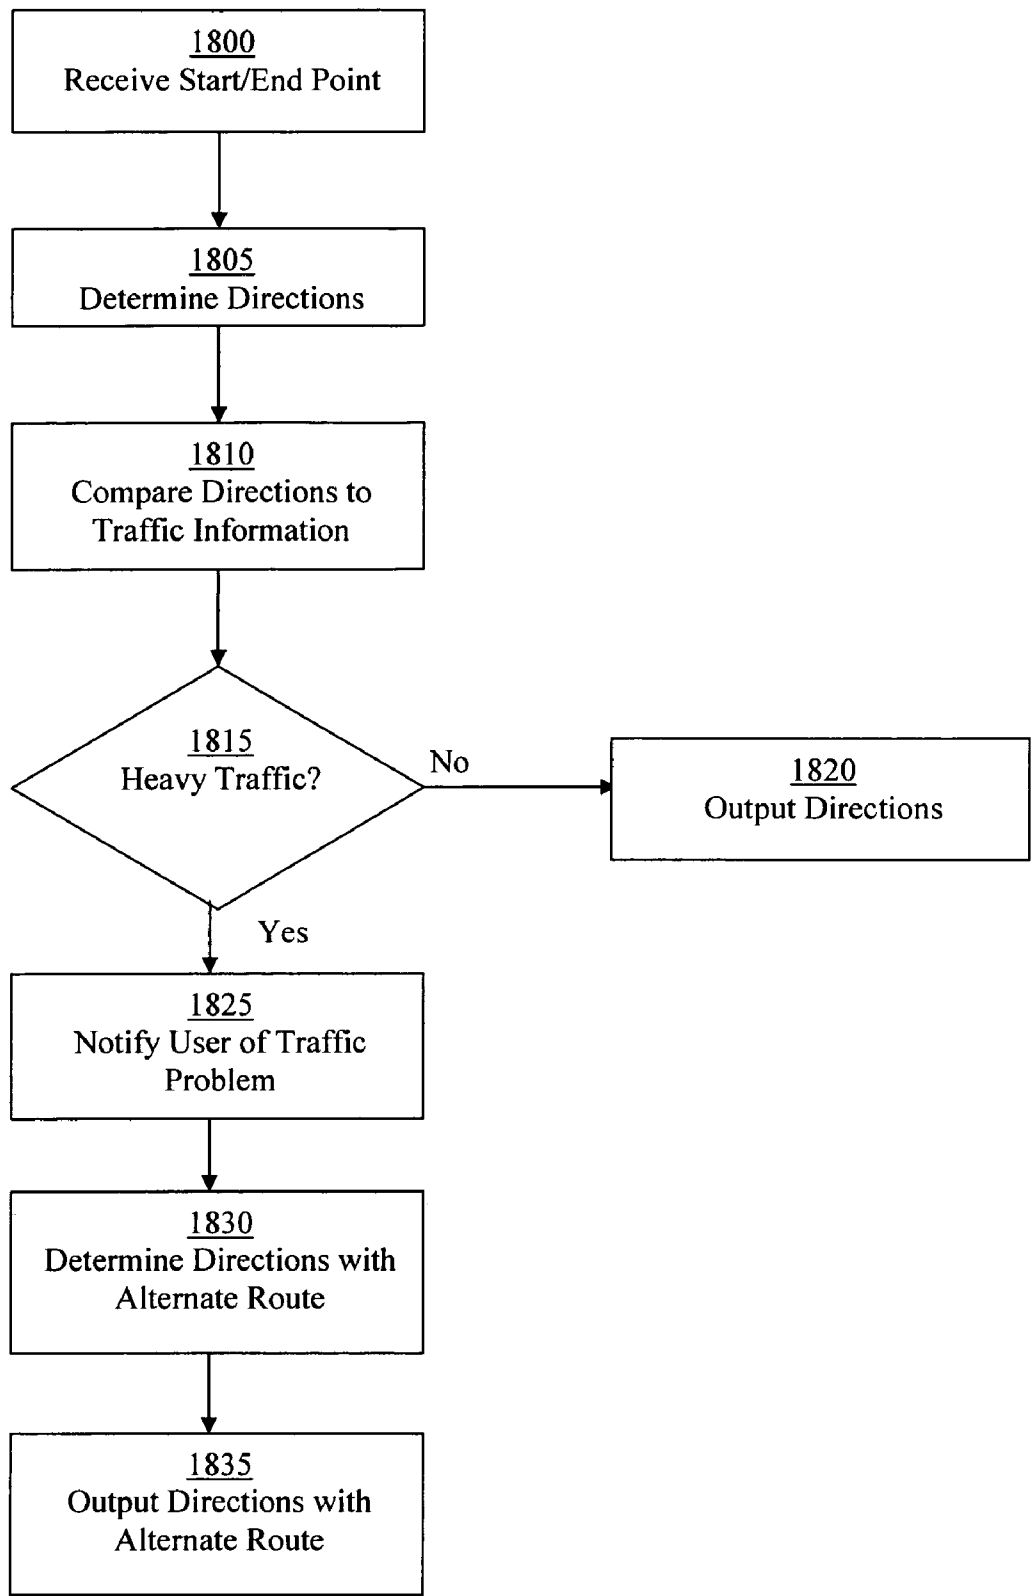 1800
Receive Start/End Point
1805
Determine Directions
1810
Compare Directions to
Traffic Information
1815
Heavy Traffic?
No
1820
Output Directions
Yes
1825
Notify User of Traffic
Problem
1830
Determine Directions with
Alternate Route
1835
Output Directions with
Alternate Route